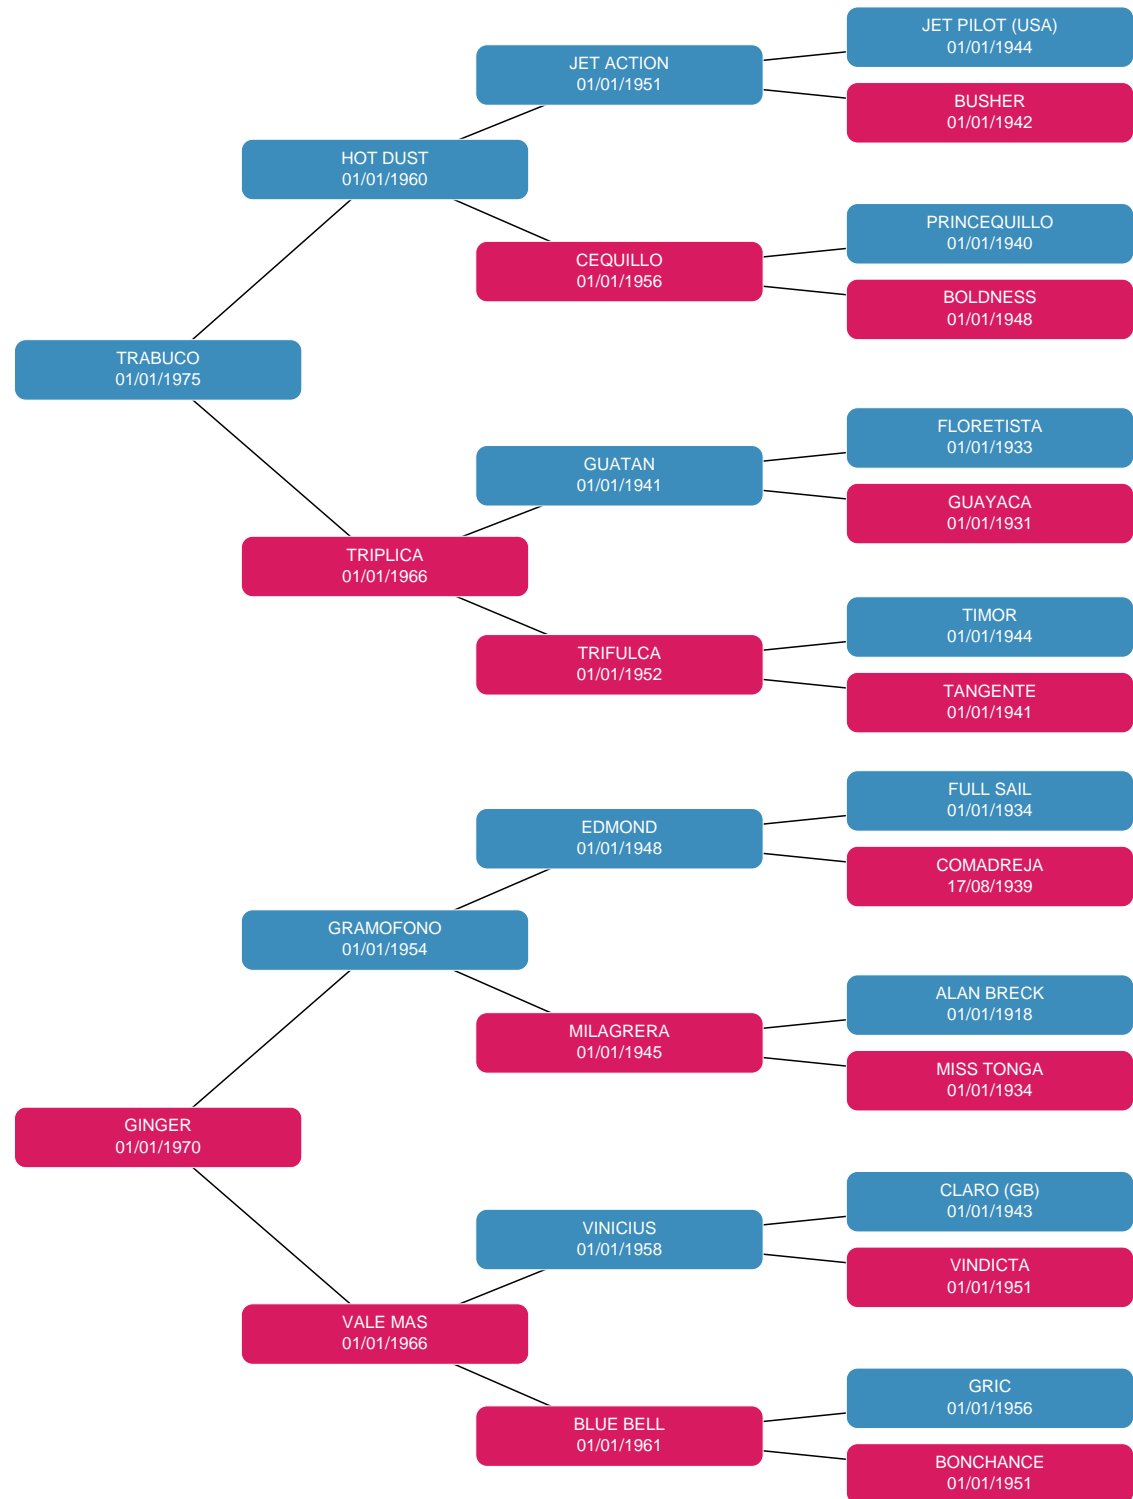 JET PILOT (USA)
01/01/1944
JET ACTION
01/01/1951
BUSHER
01/01/1942
HOT DUST
01/01/1960
PRINCEQUILLO
01/01/1940
CEQUILLO
01/01/1956
BOLDNESS
01/01/1948
TRABUCO
01/01/1975
FLORETISTA
01/01/1933
GUATAN
01/01/1941
GUAYACA
01/01/1931
TRIPLICA
01/01/1966
TIMOR
01/01/1944
TRIFULCA
01/01/1952
TANGENTE
01/01/1941
FULL SAIL
01/01/1934
EDMOND
01/01/1948
COMADREJA
17/08/1939
GRAMOFONO
01/01/1954
ALAN BRECK
01/01/1918
MILAGRERA
01/01/1945
MISS TONGA
01/01/1934
GINGER
01/01/1970
CLARO (GB)
01/01/1943
VINICIUS
01/01/1958
VINDICTA
01/01/1951
VALE MAS
01/01/1966
GRIC
01/01/1956
BLUE BELL
01/01/1961
BONCHANCE
01/01/1951